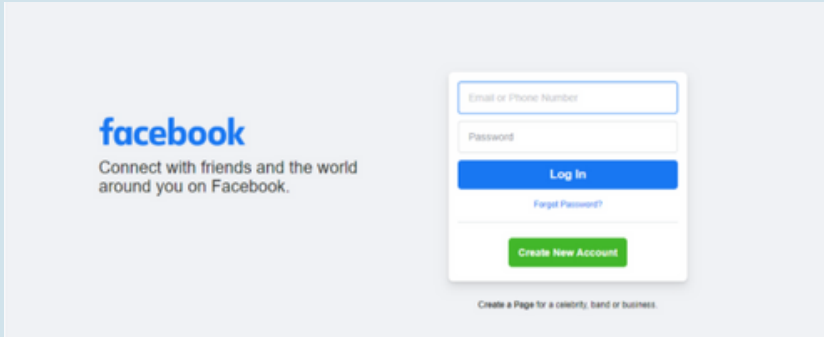 facebook
Connect with friends and the world
around you on Facebook.
Email or Phone Number
Password
Log In
Forgot Password?
Create New Account
Create a Page for a celebrity, band or business.